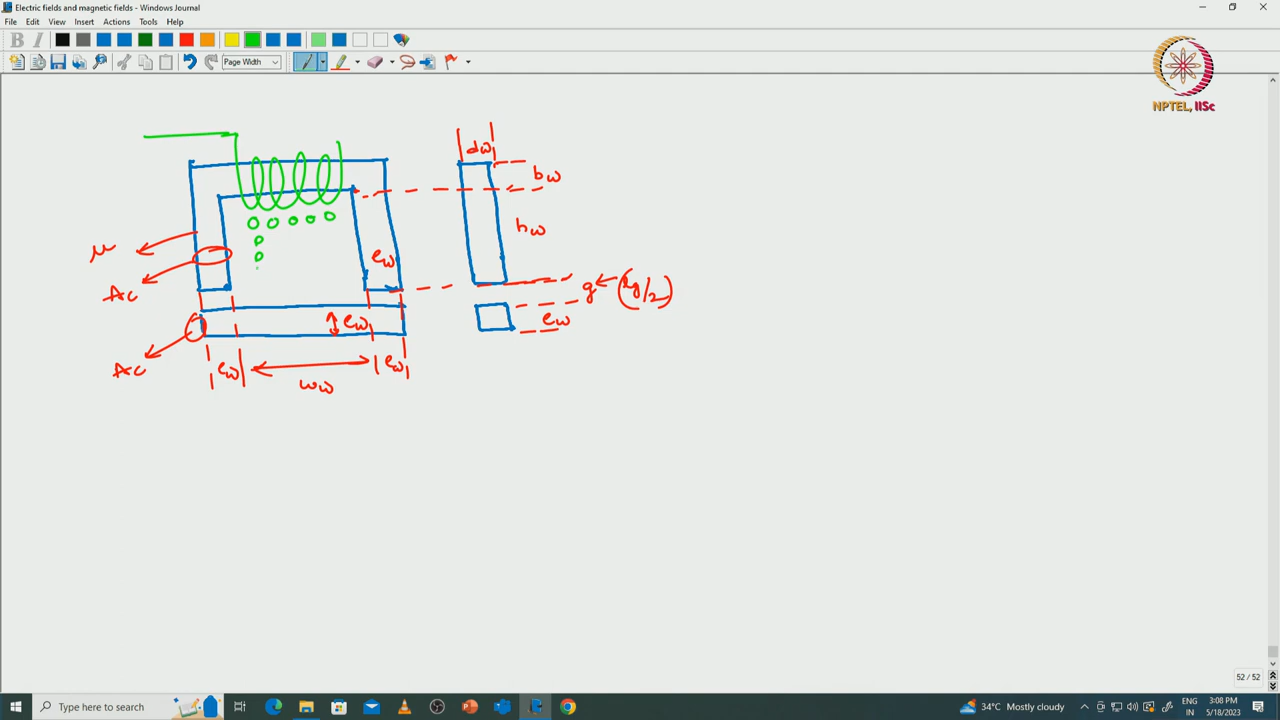 Electric fields and magnetic fields - Windows Journal
File Edit View Insert Actions Tools Help
B I
Page Width
NPTEL, IISc
dw
bw
hw
μ
Ac
ew
g ← (lg/2)
ew
ew
Ac
ew
ww
ew
52 / 52
Type here to search
34°C Mostly cloudy
ENG
IN
3:08 PM
5/18/2023